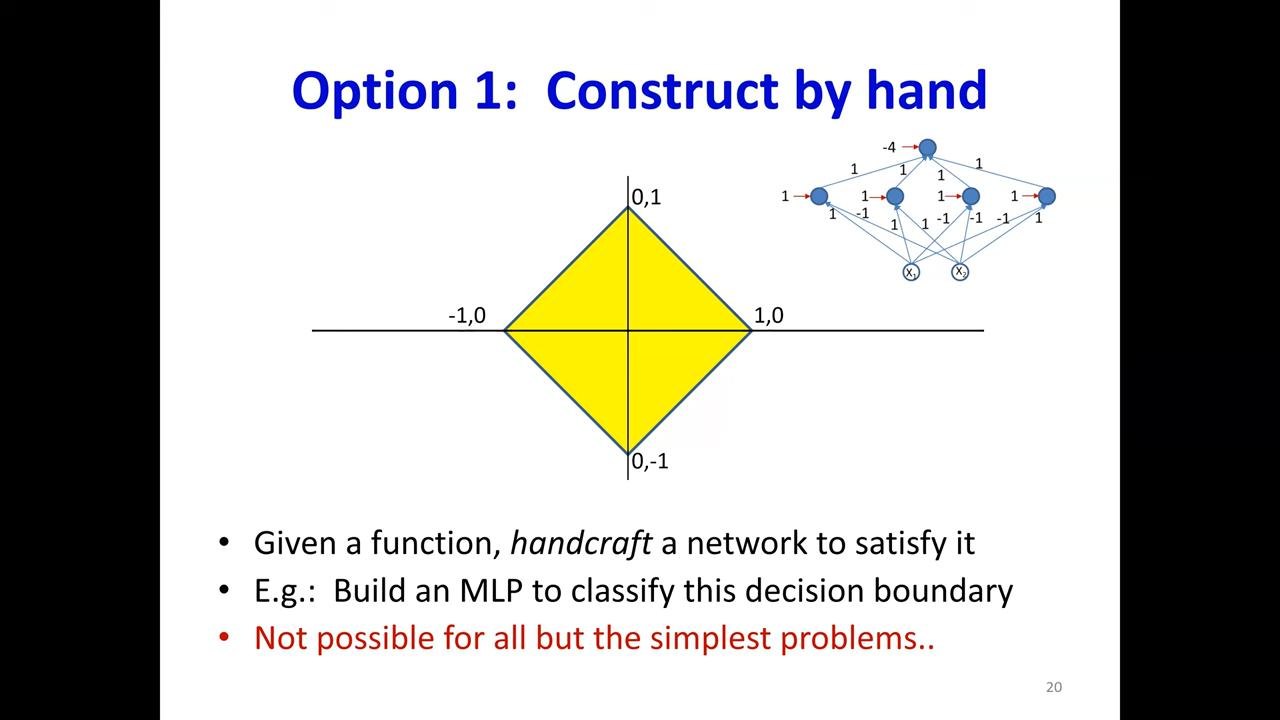 Option 1: Construct by hand
-4
1 1 1 1
1 1 1 1
1 -1 1 1 -1 -1 -1 1
X1 X2
0,1
-1,0 1,0
0,-1
• Given a function, handcraft a network to satisfy it
• E.g.: Build an MLP to classify this decision boundary
• Not possible for all but the simplest problems..
20